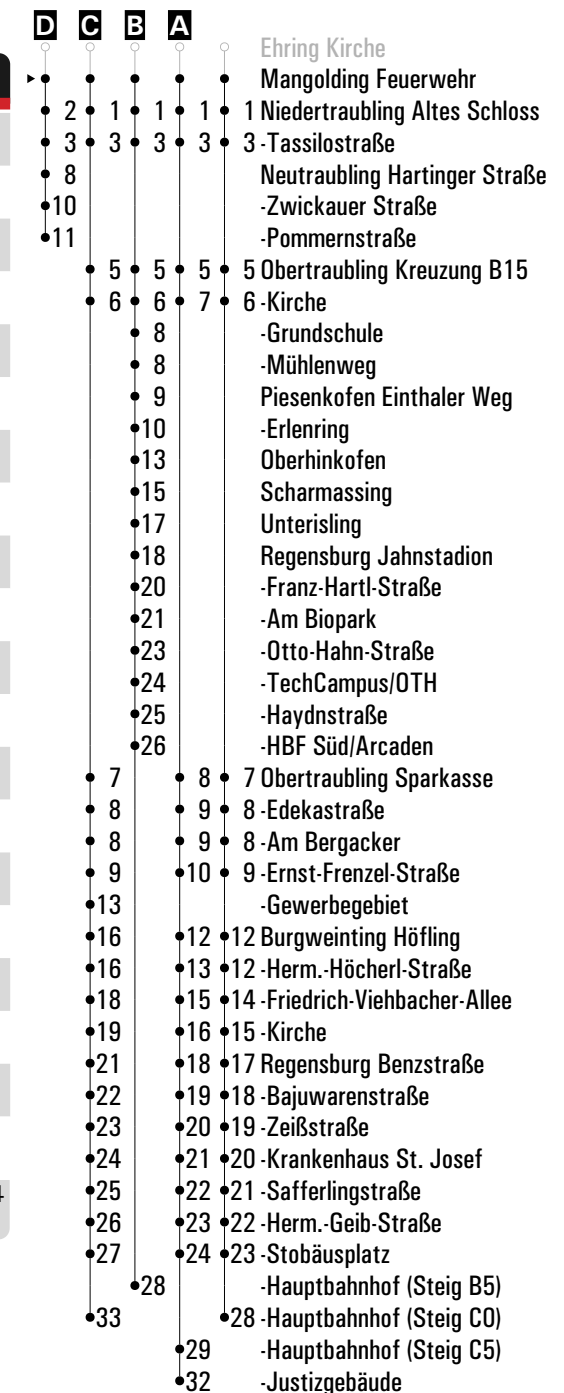 D C B A
Ehring Kirche
Mangolding Feuerwehr
2 1 1 1 1 Niedertraubling Altes Schloss
3 3 3 3 3 -Tassilostraße
8 Neutraubling Hartinger Straße
10 -Zwickauer Straße
11 -Pommernstraße
5 5 5 5 Obertraubling Kreuzung B15
6 6 7 6 -Kirche
8 -Grundschule
8 -Mühlenweg
9 Piesenkofen Einthaler Weg
10 -Erlenring
13 Oberhinkofen
15 Scharmassing
17 Unterisling
18 Regensburg Jahnstadion
20 -Franz-Hartl-Straße
21 -Am Biopark
23 -Otto-Hahn-Straße
24 -TechCampus/OTH
25 -Haydnstraße
26 -HBF Süd/Arcaden
7 8 7 Obertraubling Sparkasse
8 9 8 -Edekastraße
8 9 8 -Am Bergacker
9 10 9 -Ernst-Frenzel-Straße
13 -Gewerbegebiet
16 12 12 Burgweinting Höfling
16 13 12 -Herm.-Höcherl-Straße
18 15 14 -Friedrich-Viehbacher-Allee
19 16 15 -Kirche
21 18 17 Regensburg Benzstraße
22 19 18 -Bajuwarenstraße
23 20 19 -Zeißstraße
24 21 20 -Krankenhaus St. Josef
25 22 21 -Safferlingstraße
26 23 22 -Herm.-Geib-Straße
27 24 23 -Stobäusplatz
28 -Hauptbahnhof (Steig B5)
33 28 -Hauptbahnhof (Steig C0)
29 -Hauptbahnhof (Steig C5)
32 -Justizgebäude